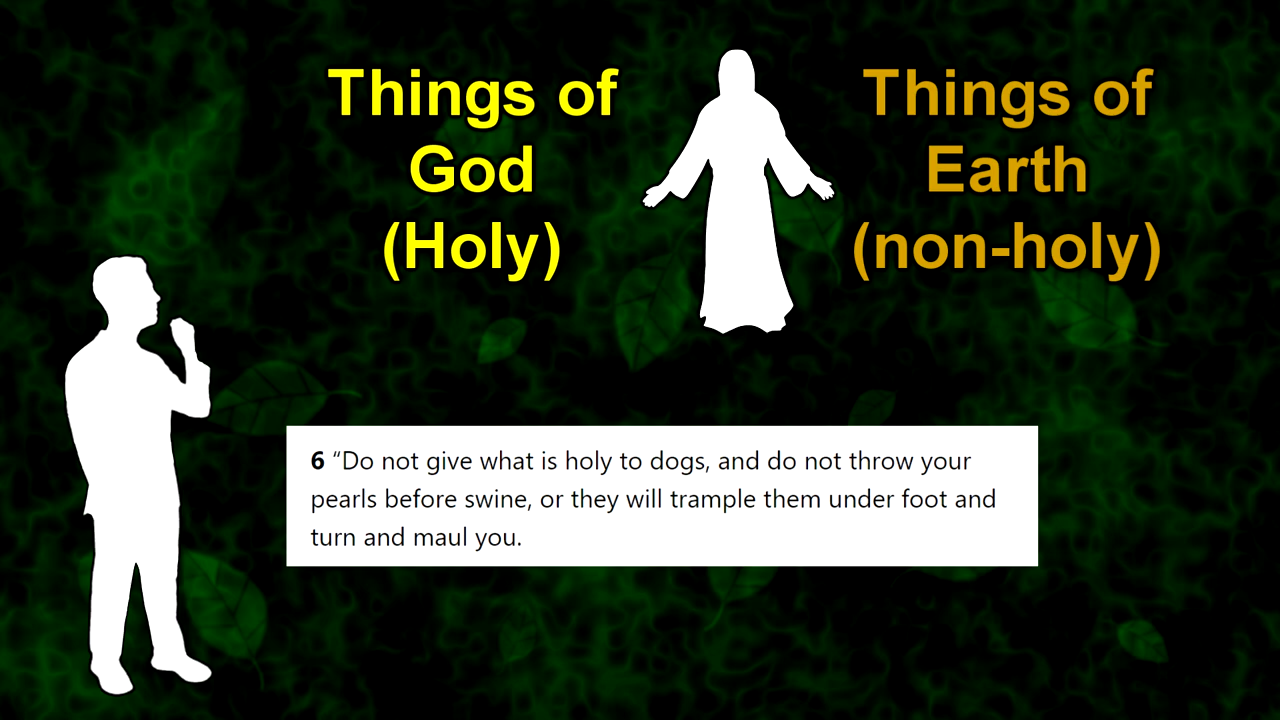 Things of
God
(Holy)
Things of
Earth
(non-holy)
6 “Do not give what is holy to dogs, and do not throw your
pearls before swine, or they will trample them under foot and
turn and maul you.